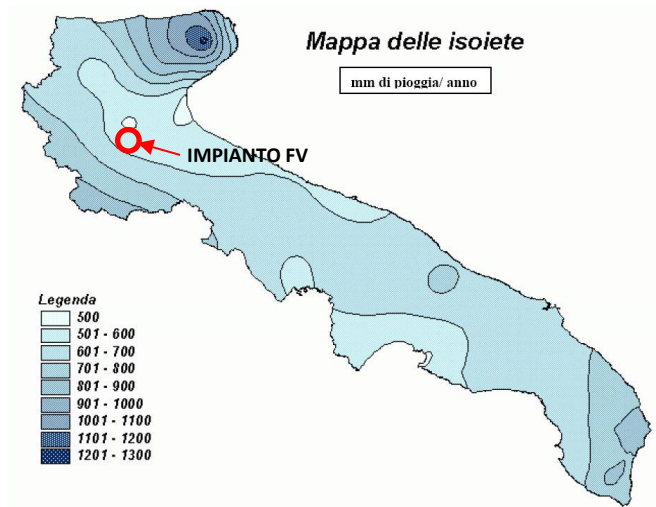 Mappa delle isoiete
mm di pioggia/ anno
IMPIANTO FV
Legenda
500
501 - 600
601 - 700
701 - 800
801 - 900
901 - 1000
1001 - 1100
1101 - 1200
1201 - 1300